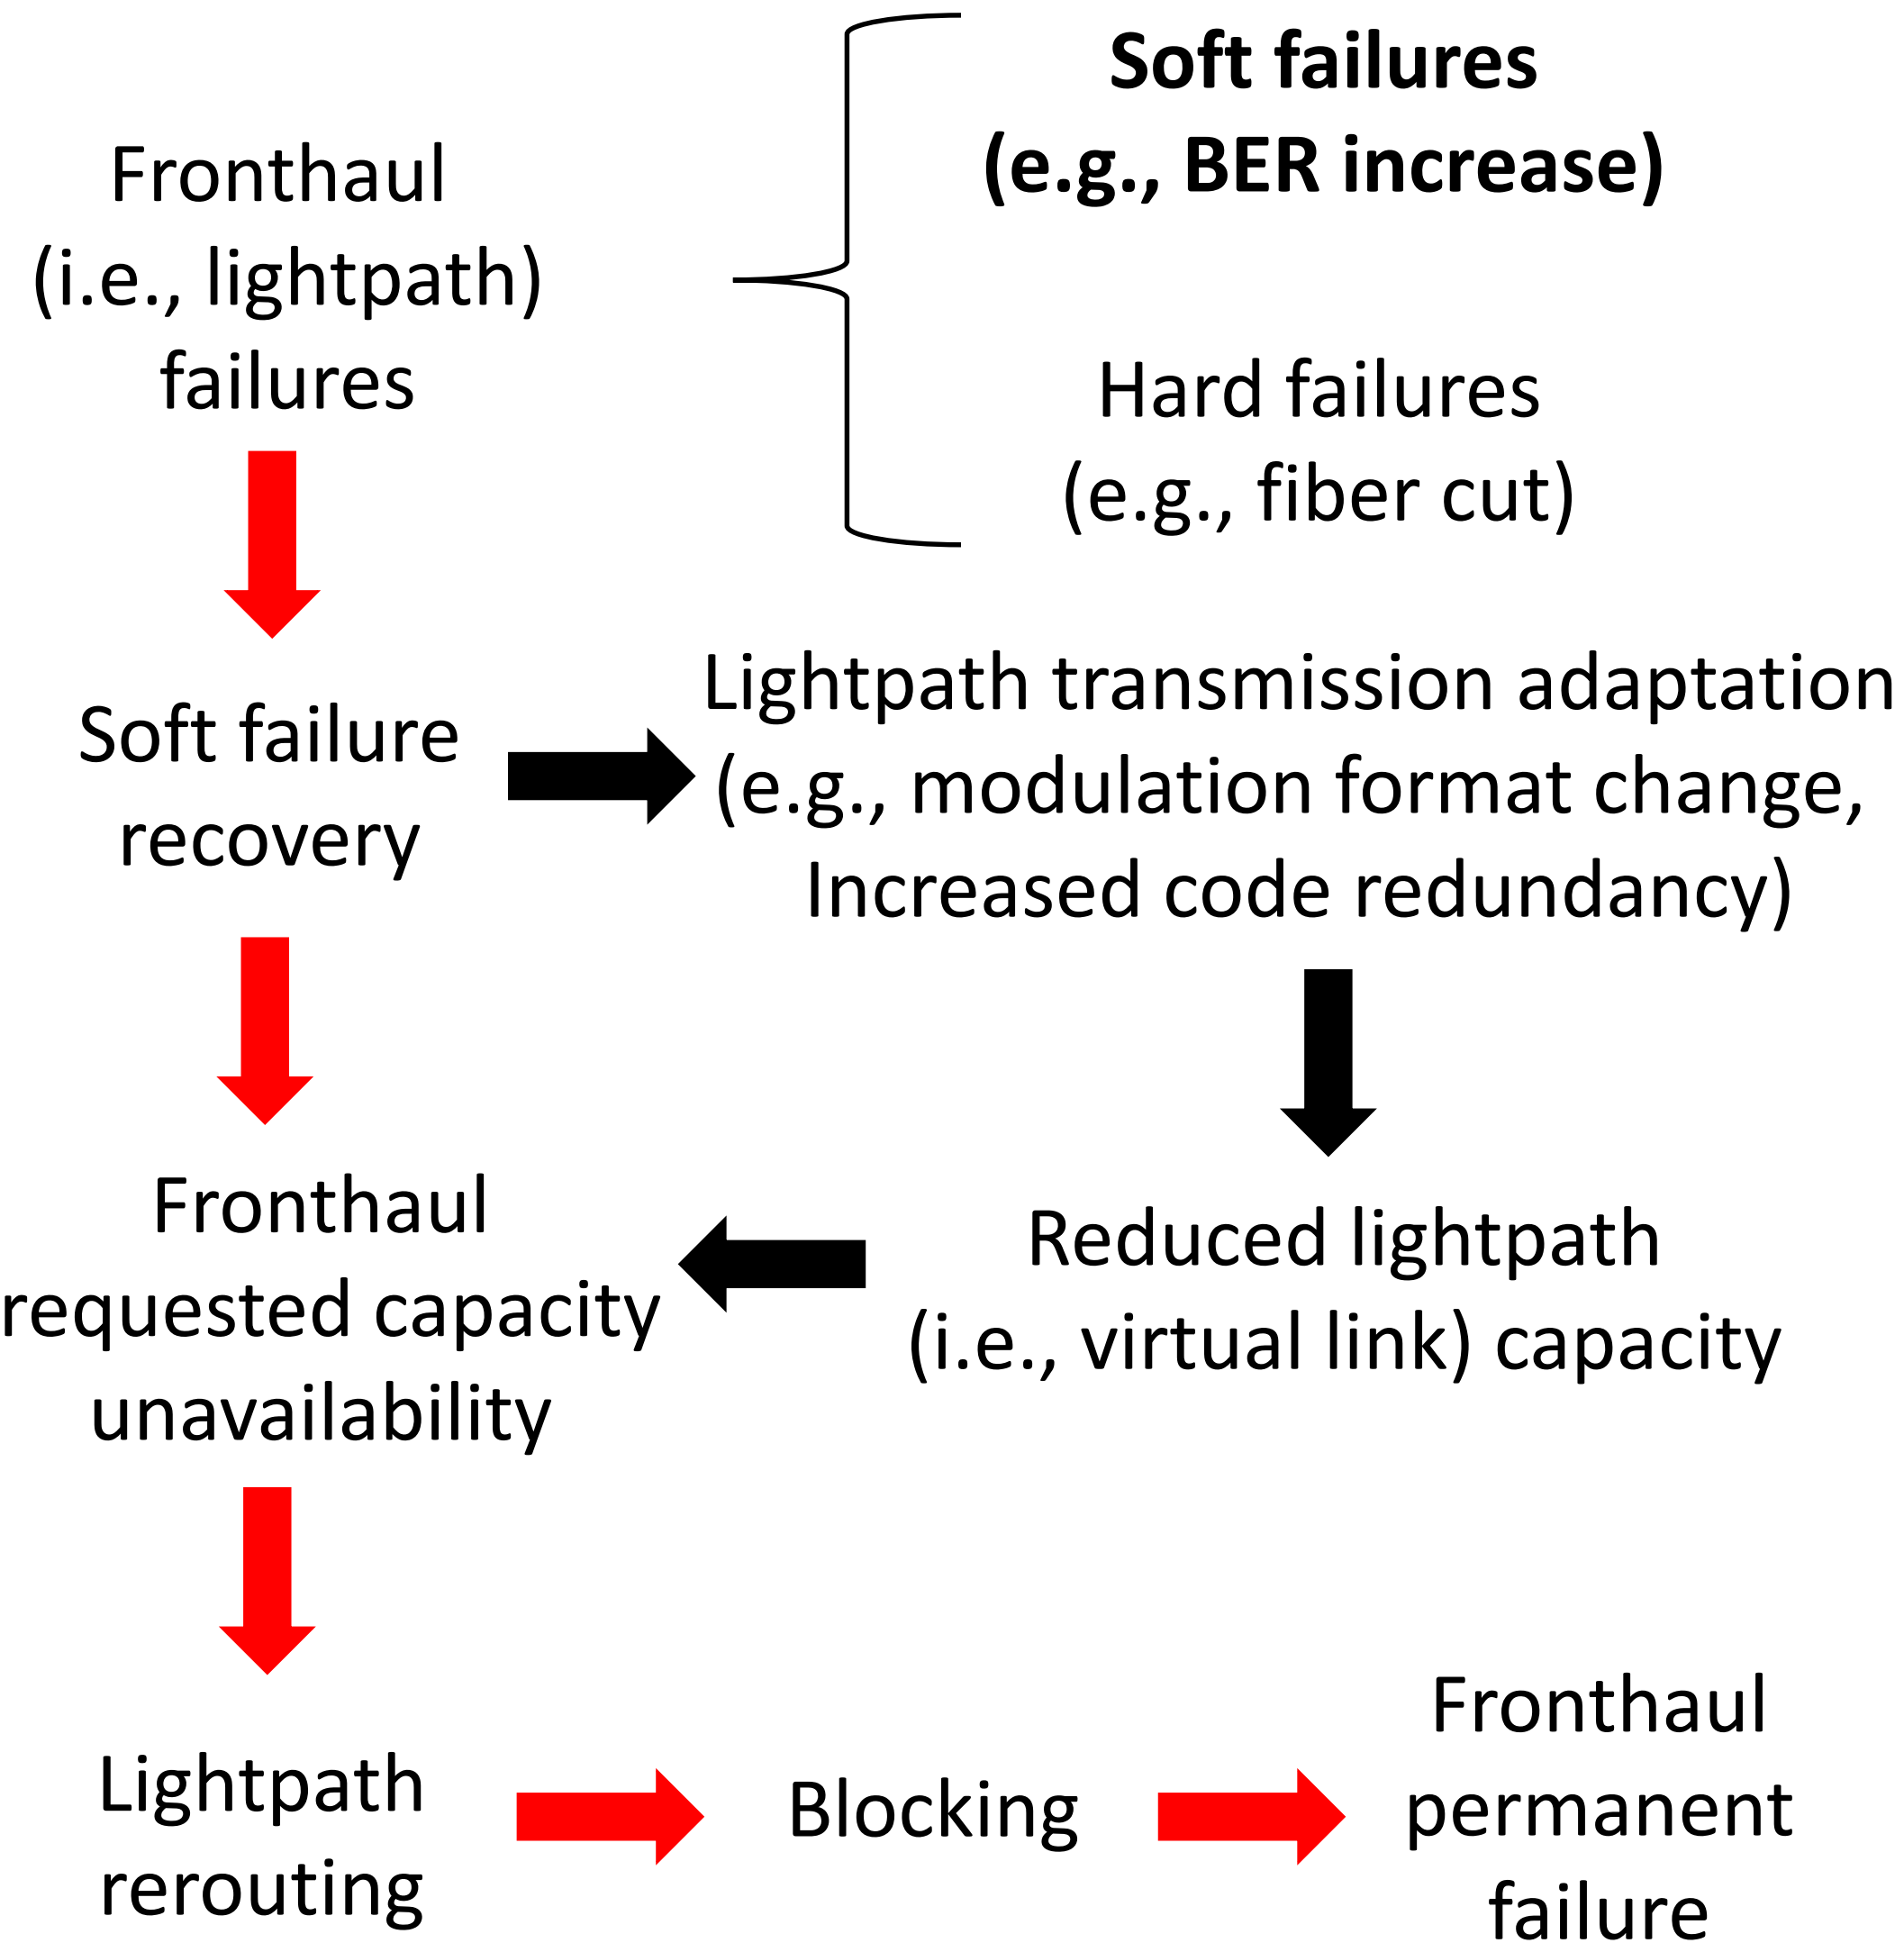 Fronthaul
(i.e., lightpath)
failures
Soft failures
(e.g., BER increase)
Hard failures
(e.g., fiber cut)
Soft failure
recovery
Lightpath transmission adaptation
(e.g., modulation format change,
Increased code redundancy)
Fronthaul
requested capacity
unavailability
Reduced lightpath
(i.e., virtual link) capacity
Lightpath
rerouting
Blocking
Fronthaul
permanent
failure